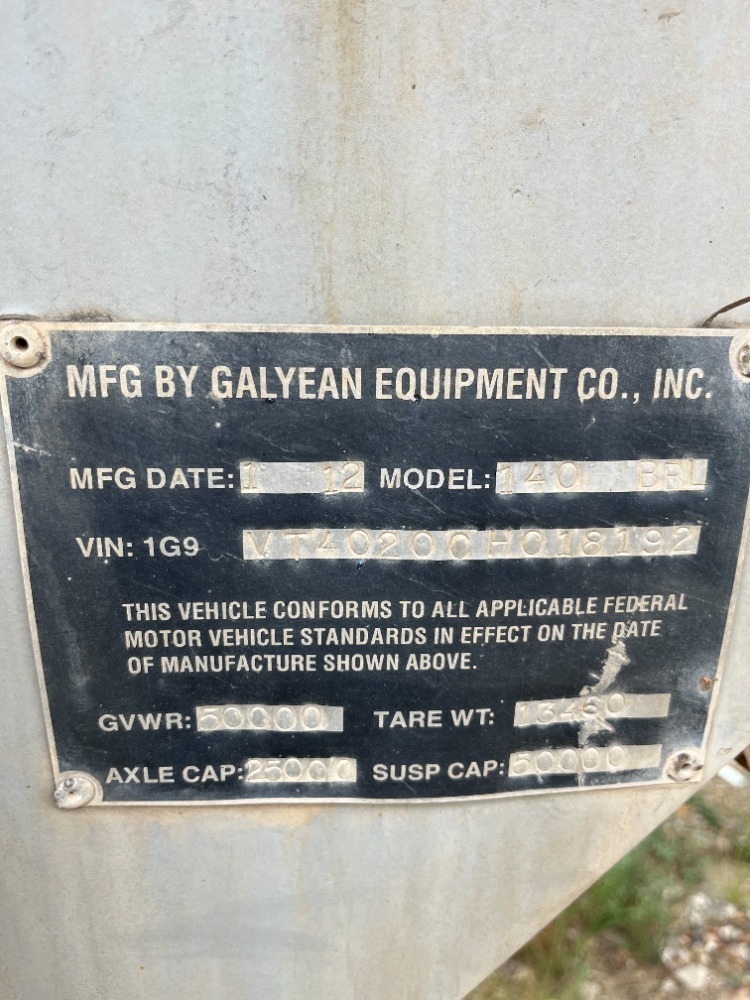 MFG BY GALYEAN EQUIPMENT CO., INC.
MFG DATE: 1 12 MODEL: 140 BRL
VIN: 1G9 VT40200H018192
THIS VEHICLE CONFORMS TO ALL APPLICABLE FEDERAL
MOTOR VEHICLE STANDARDS IN EFFECT ON THE DATE
OF MANUFACTURE SHOWN ABOVE.
GVWR: 50000 TARE WT: 13460
AXLE CAP: 25000 SUSP CAP: 50000